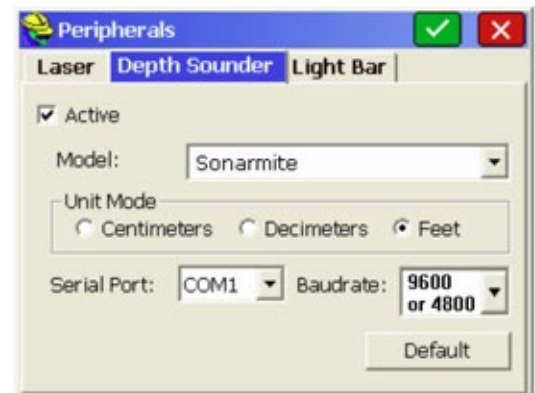 Peripherals
Laser Depth Sounder Light Bar
Active
Model: Sonarmite
Unit Mode
Centimeters Decimeters Feet
Serial Port: COM1 Baudrate: 9600
or 4800
Default